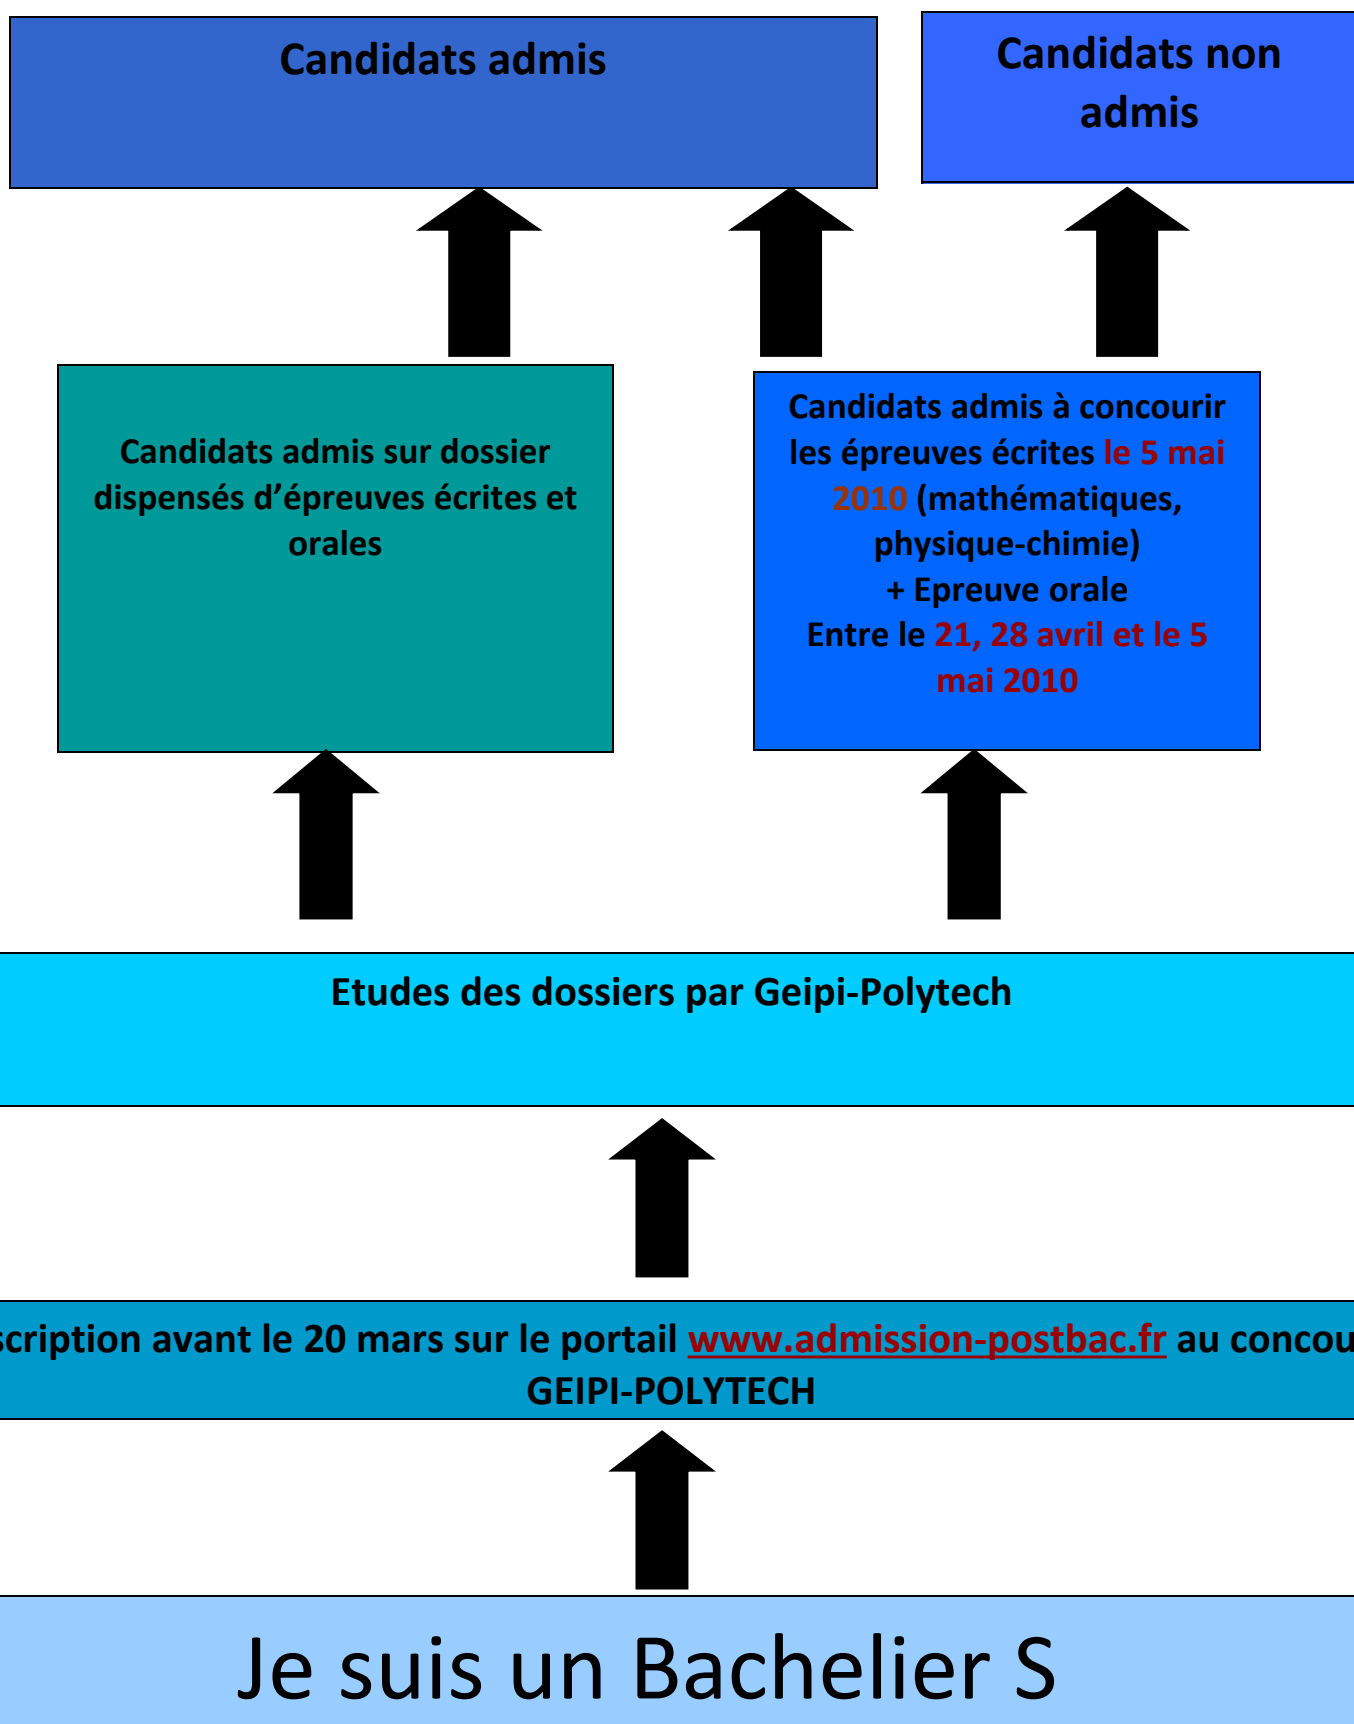 Candidats admis
Candidats non
admis
Candidats admis sur dossier
dispensés d'épreuves écrites et
orales
Candidats admis à concourir
les épreuves écrites le 5 mai
2010 (mathématiques,
physique-chimie)
+ Epreuve orale
Entre le 21, 28 avril et le 5
mai 2010
Etudes des dossiers par Geipi-Polytech
scription avant le 20 mars sur le portail www.admission-postbac.fr au concou
GEIPI-POLYTECH
Je suis un Bachelier S